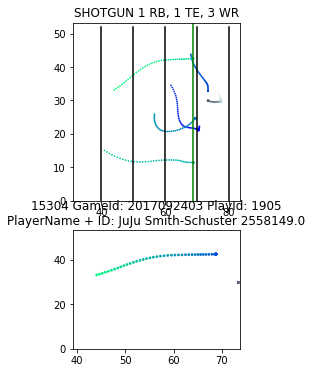 SHOTGUN 1 RB, 1 TE, 3 WR
50
40
30
20
10
0
40 60 80
15304 GameId: 2017092403 PlayId: 1905
PlayerName + ID: JuJu Smith-Schuster 2558149.0
40
20
0
40 50 60 70